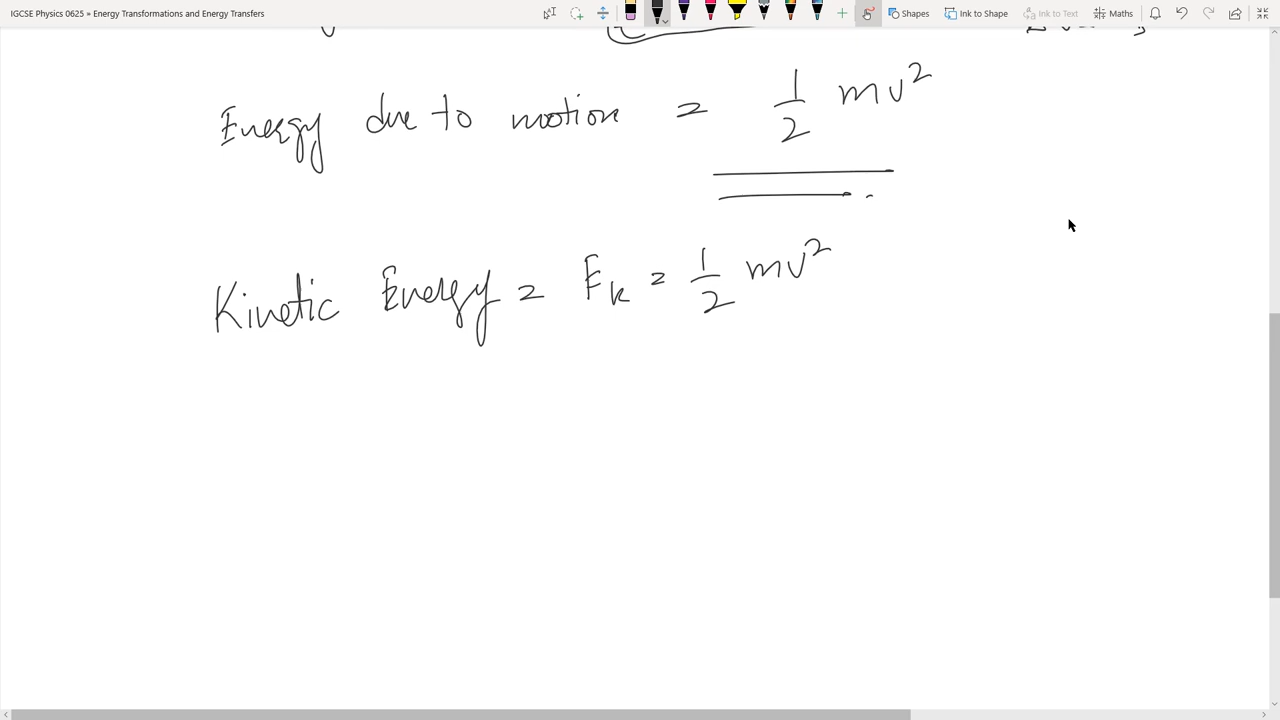 IGCSE Physics 0625 » Energy Transformations and Energy Transfers
Shapes Ink to Shape Ink to Text Maths
Energy due to motion = 1/2 mv²
Kinetic Energy = Eₖ = 1/2 mv²